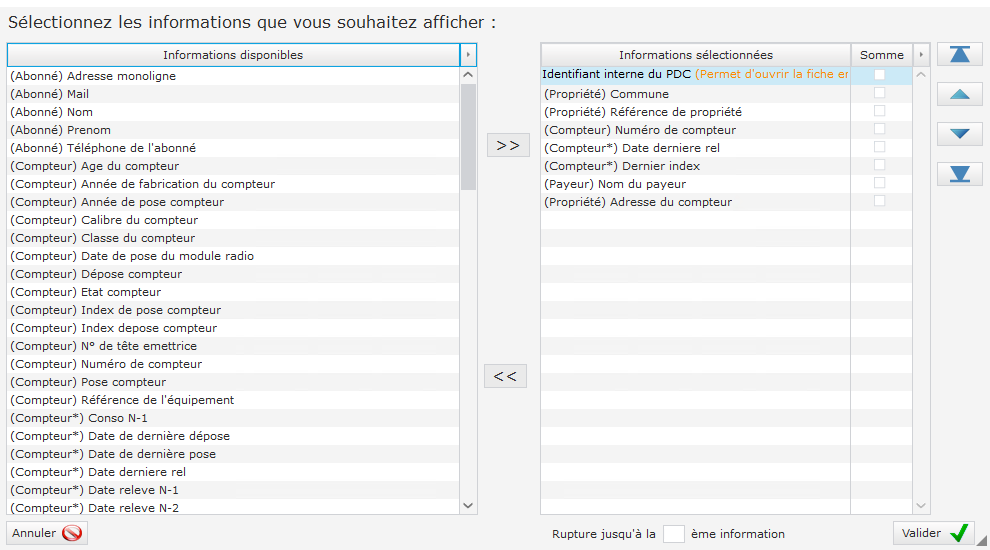 Sélectionnez les informations que vous souhaitez afficher :
Informations disponibles
(Abonné) Adresse monoligne
(Abonné) Mail
(Abonné) Nom
(Abonné) Prenom
(Abonné) Téléphone de l'abonné
(Compteur) Age du compteur
(Compteur) Année de fabrication du compteur
(Compteur) Année de pose compteur
(Compteur) Calibre du compteur
(Compteur) Classe du compteur
(Compteur) Date de pose du module radio
(Compteur) Dépose compteur
(Compteur) Etat compteur
(Compteur) Index de pose compteur
(Compteur) Index depose compteur
(Compteur) N° de tête emettrice
(Compteur) Numéro de compteur
(Compteur) Pose compteur
(Compteur) Référence de l'équipement
(Compteur*) Conso N-1
(Compteur*) Date de dernière dépose
(Compteur*) Date de dernière pose
(Compteur*) Date derniere rel
(Compteur*) Date releve N-1
(Compteur*) Date releve N-2
>>
<<
Informations sélectionnées Somme
Identifiant interne du PDC (Permet d'ouvrir la fiche er
(Propriété) Commune
(Propriété) Référence de propriété
(Compteur) Numéro de compteur
(Compteur*) Date derniere rel
(Compteur*) Dernier index
(Payeur) Nom du payeur
(Propriété) Adresse du compteur
Annuler
Rupture jusqu'à la ème information
Valider